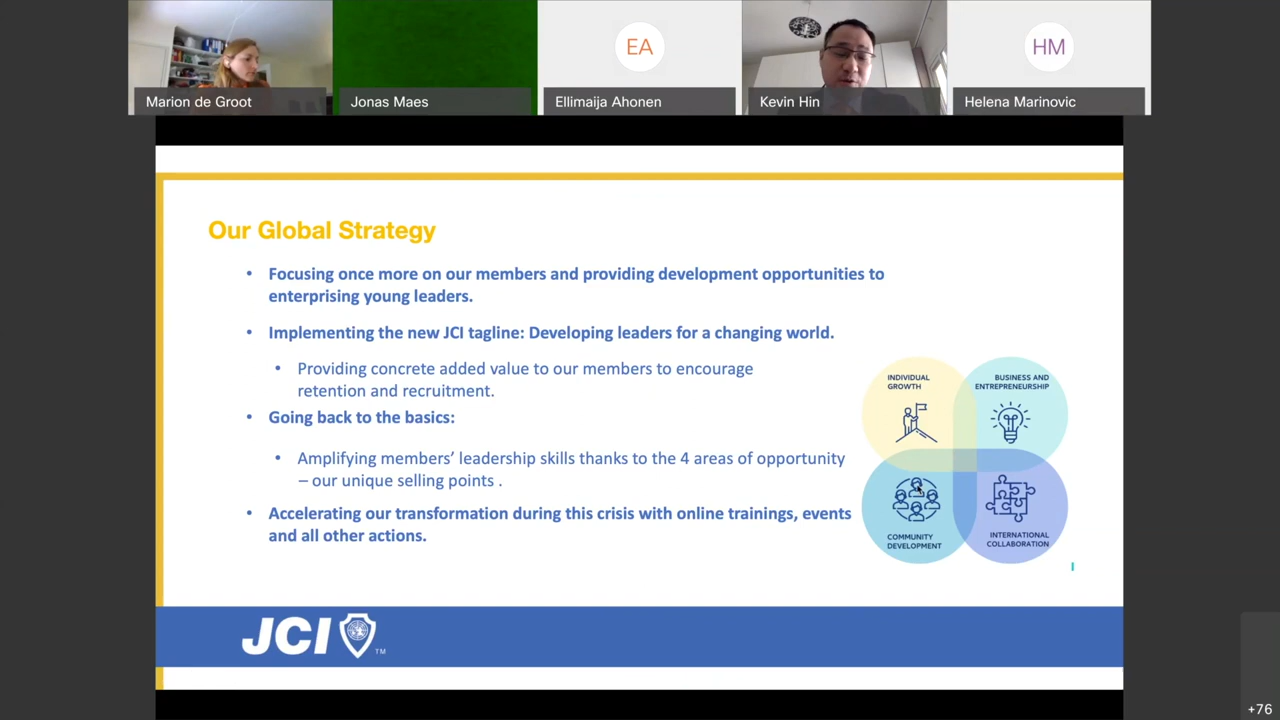 EA
HM
Marion de Groot
Jonas Maes
Ellimaija Ahonen
Kevin Hin
Helena Marinovic
Our Global Strategy
• Focusing once more on our members and providing development opportunities to
enterprising young leaders.
• Implementing the new JCI tagline: Developing leaders for a changing world.
• Providing concrete added value to our members to encourage
retention and recruitment.
• Going back to the basics:
• Amplifying members’ leadership skills thanks to the 4 areas of opportunity
– our unique selling points .
• Accelerating our transformation during this crisis with online trainings, events
and all other actions.
INDIVIDUAL
GROWTH
BUSINESS AND
ENTREPRENEURSHIP
COMMUNITY
DEVELOPMENT
INTERNATIONAL
COLLABORATION
JCI TM
+76